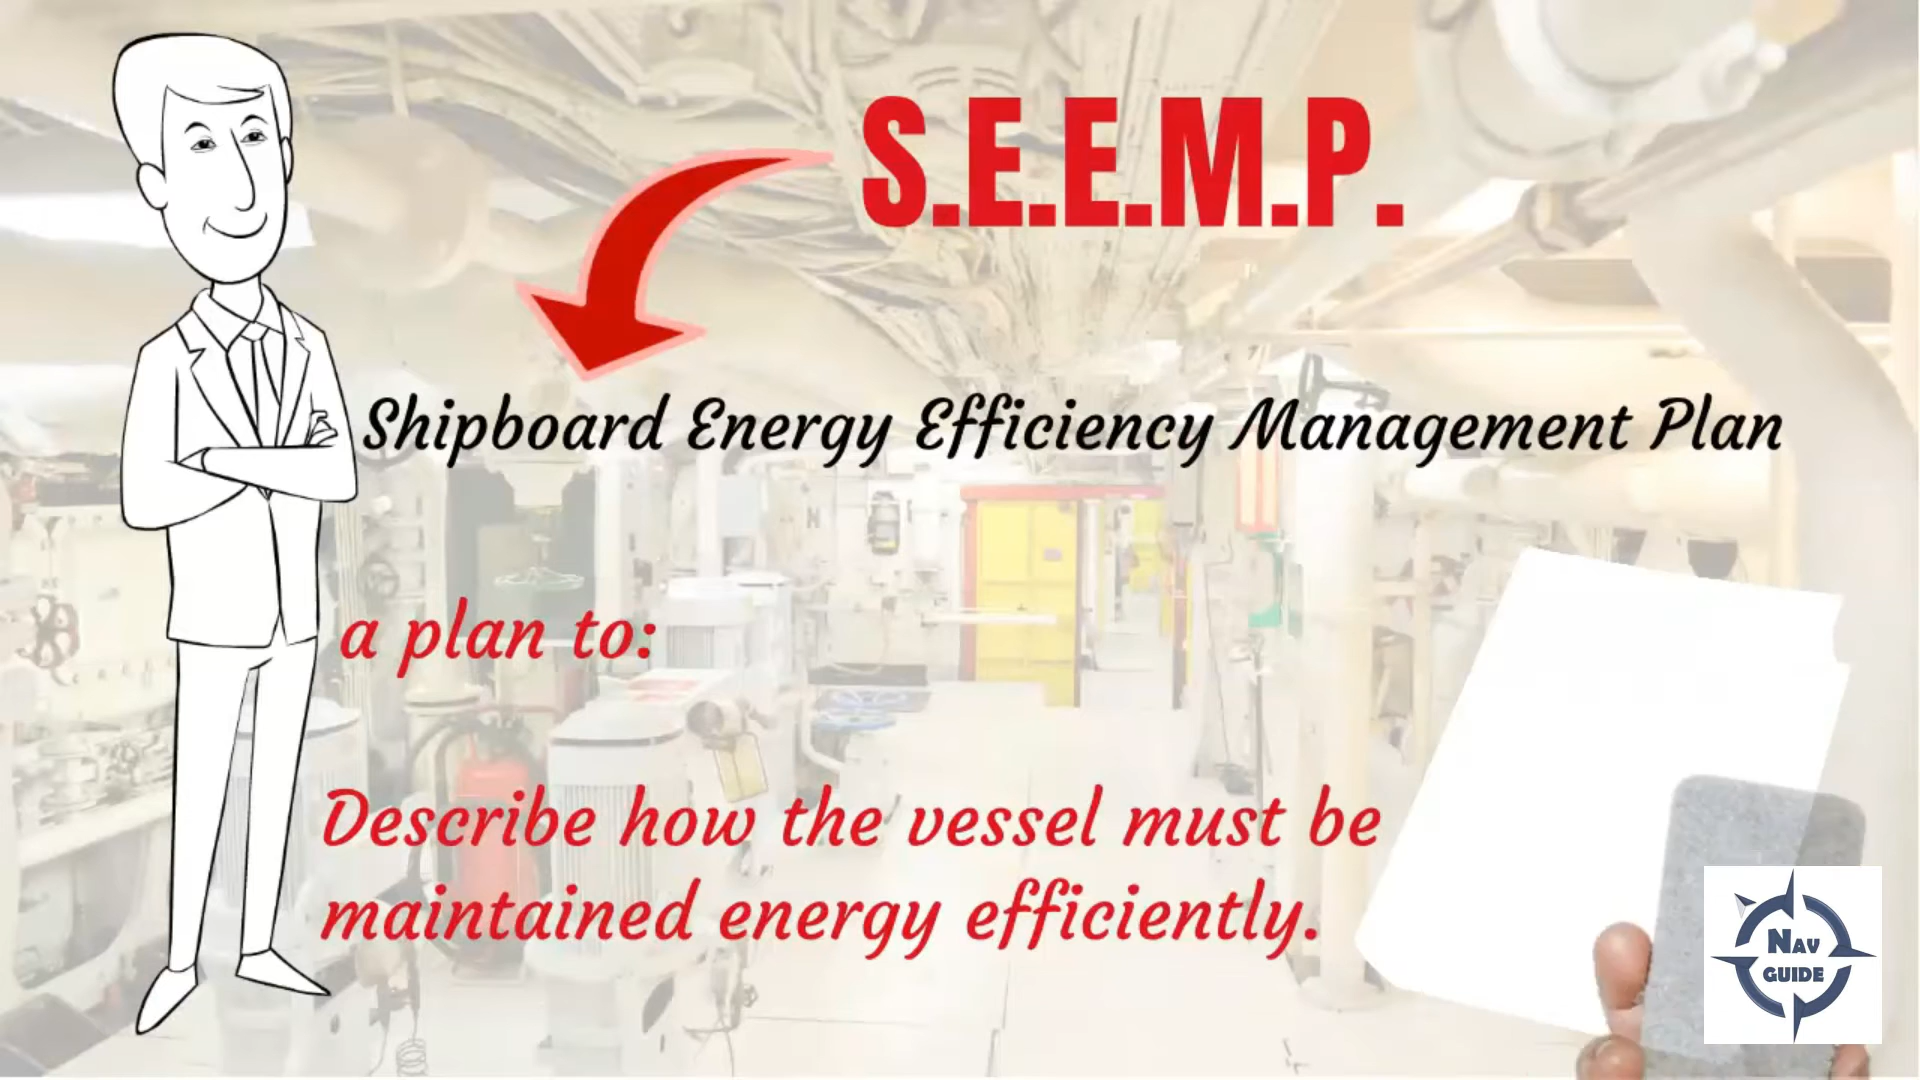 S.E.E.M.P.
Shipboard Energy Efficiency Management Plan
a plan to:
Describe how the vessel must be
maintained energy efficiently.
NAV
GUIDE